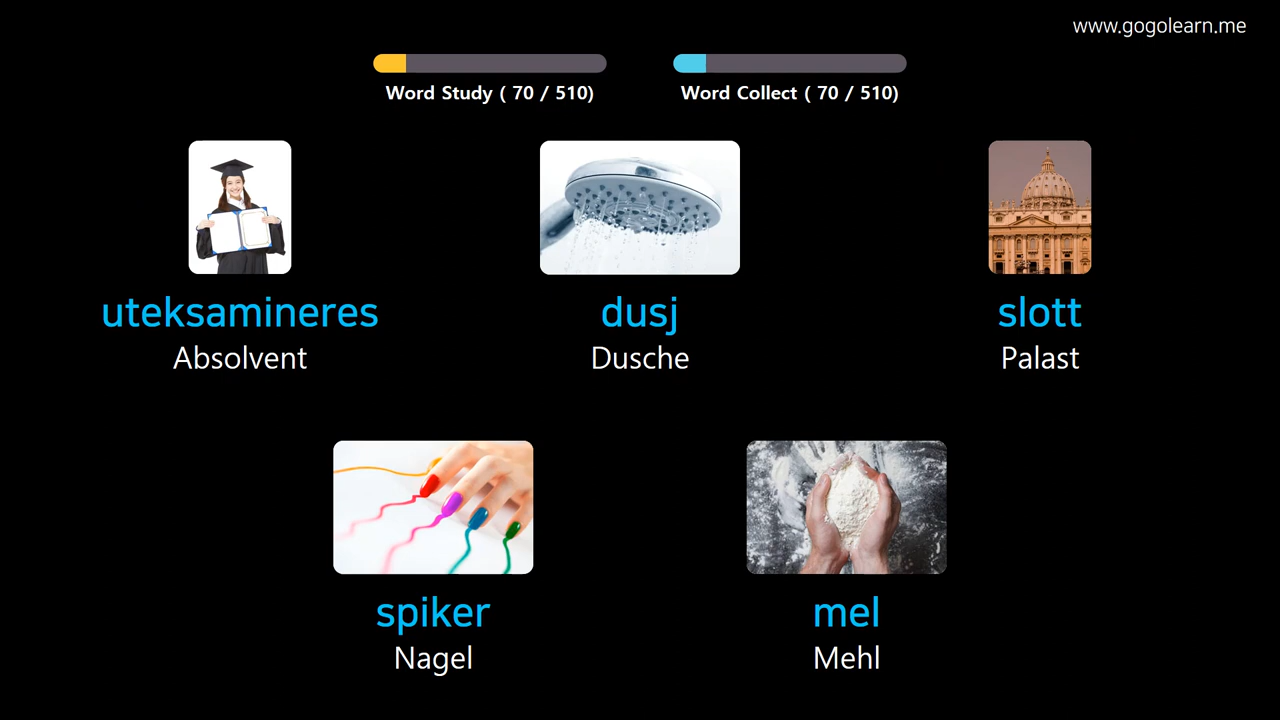 www.gogolearn.me
Word Study ( 70 / 510)
Word Collect ( 70 / 510)
uteksamineres
Absolvent
dusj
Dusche
slott
Palast
spiker
Nagel
mel
Mehl